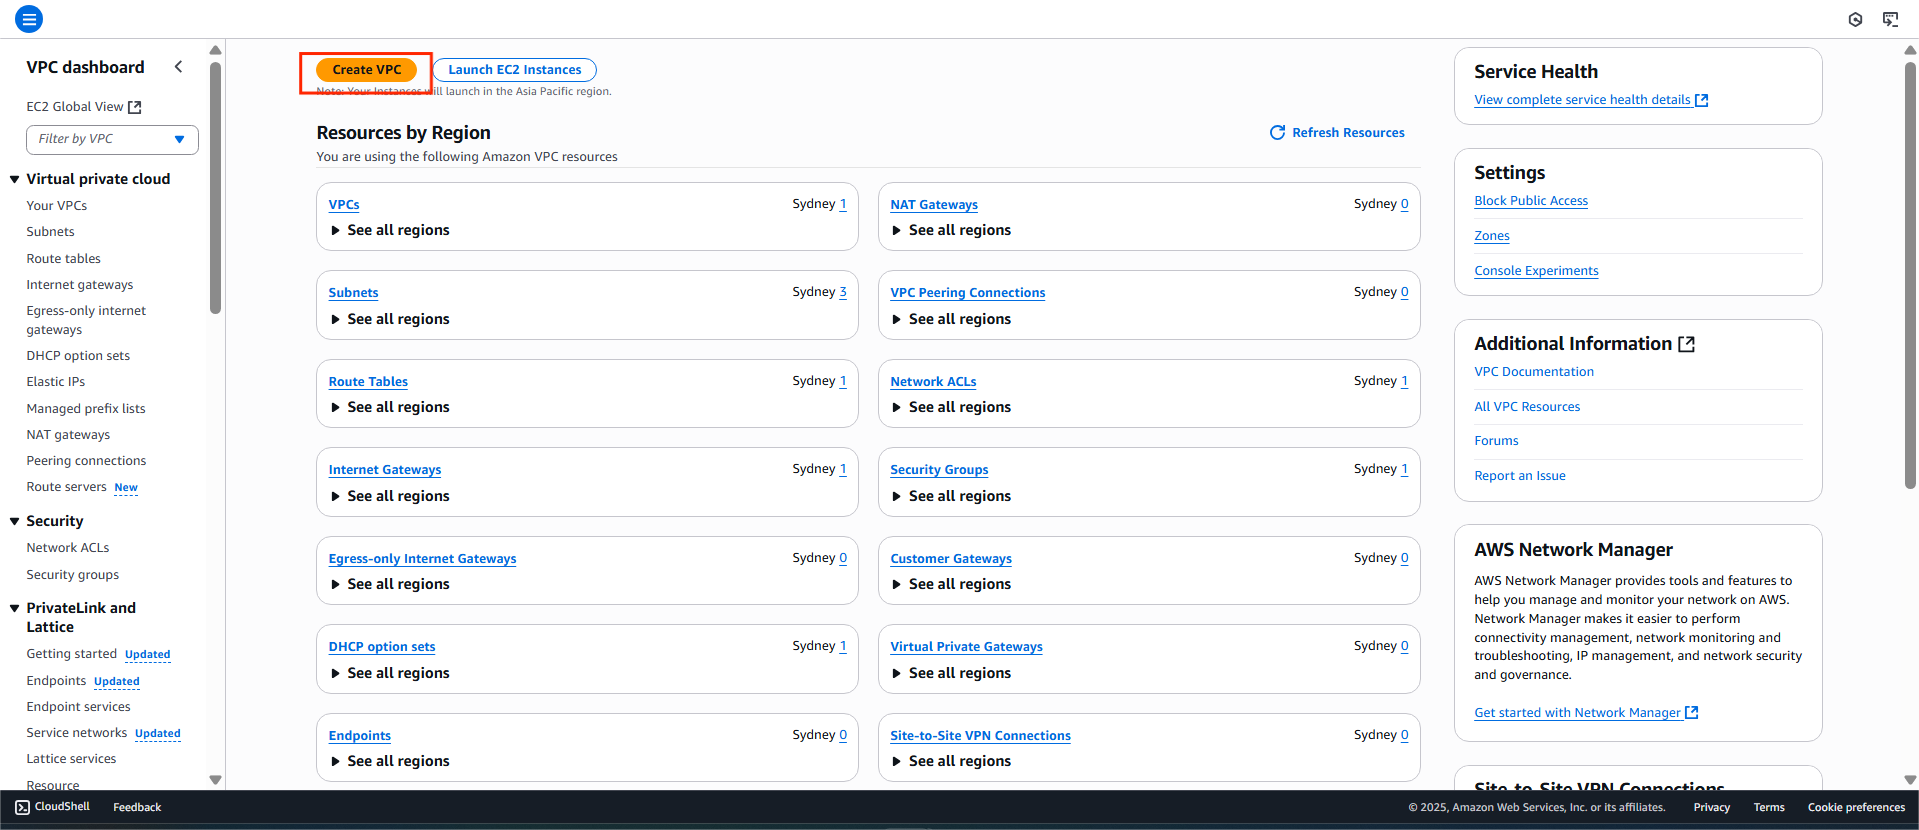 VPC dashboard
EC2 Global View
Filter by VPC
Virtual private cloud
Your VPCs
Subnets
Route tables
Internet gateways
Egress-only internet
gateways
DHCP option sets
Elastic IPs
Managed prefix lists
NAT gateways
Peering connections
Route servers New
Security
Network ACLs
Security groups
PrivateLink and
Lattice
Getting started Updated
Endpoints Updated
Endpoint services
Service networks Updated
Lattice services
Resource
Create VPC Launch EC2 Instances
Note: Your Instances will launch in the Asia Pacific region.
Resources by Region
Refresh Resources
You are using the following Amazon VPC resources
VPCs Sydney 1
See all regions
NAT Gateways Sydney 0
See all regions
Subnets Sydney 3
See all regions
VPC Peering Connections Sydney 0
See all regions
Route Tables Sydney 1
See all regions
Network ACLs Sydney 1
See all regions
Internet Gateways Sydney 1
See all regions
Security Groups Sydney 1
See all regions
Egress-only Internet Gateways Sydney 0
See all regions
Customer Gateways Sydney 0
See all regions
DHCP option sets Sydney 1
See all regions
Virtual Private Gateways Sydney 0
See all regions
Endpoints Sydney 0
See all regions
Site-to-Site VPN Connections Sydney 0
See all regions
Service Health
View complete service health details
Settings
Block Public Access
Zones
Console Experiments
Additional Information
VPC Documentation
All VPC Resources
Forums
Report an Issue
AWS Network Manager
AWS Network Manager provides tools and features to
help you manage and monitor your network on AWS.
Network Manager makes it easier to perform
connectivity management, network monitoring and
troubleshooting, IP management, and network security
and governance.
Get started with Network Manager
Site-to-Site VPN Connections
CloudShell Feedback
© 2025, Amazon Web Services, Inc. or its affiliates. Privacy Terms Cookie preferences